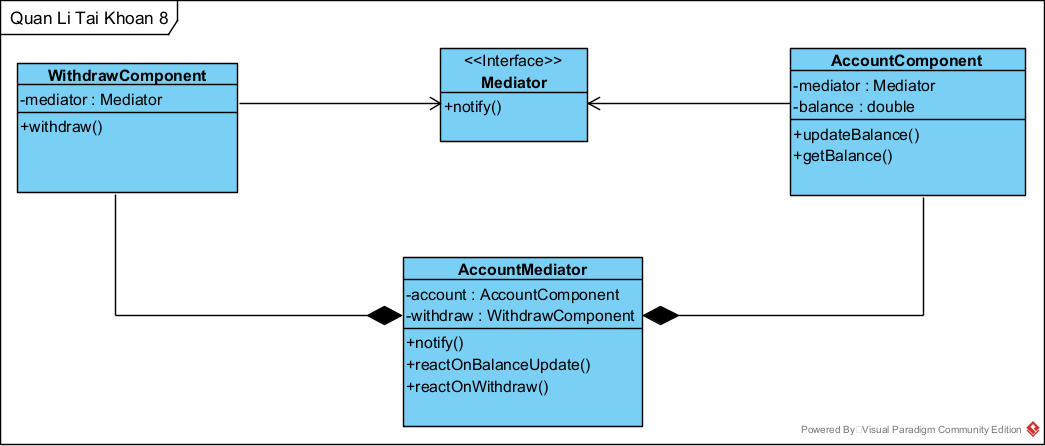 Quan Li Tai Khoan 8
WithdrawComponent
-mediator : Mediator
+withdraw()
<<Interface>>
Mediator
+notify()
AccountComponent
-mediator : Mediator
-balance : double
+updateBalance()
+getBalance()
AccountMediator
-account : AccountComponent
-withdraw : WithdrawComponent
+notify()
+reactOnBalanceUpdate()
+reactOnWithdraw()
Powered By Visual Paradigm Community Edition